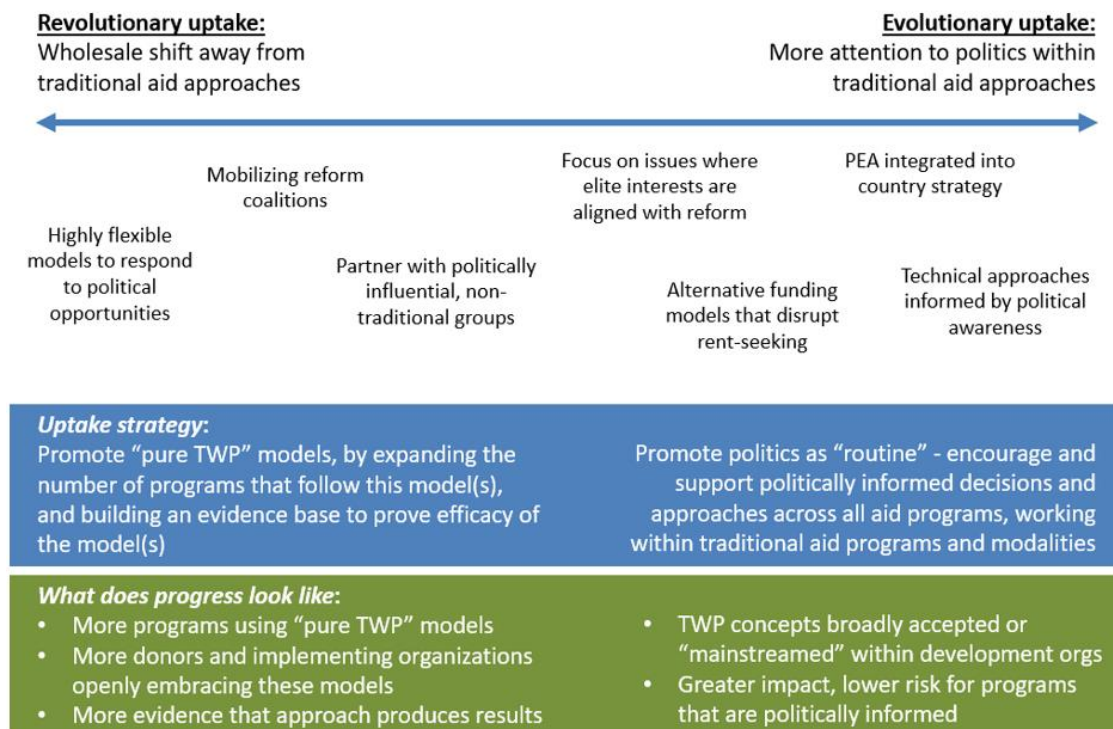 Revolutionary uptake:
Wholesale shift away from
traditional aid approaches
Evolutionary uptake:
More attention to politics within
traditional aid approaches
Mobilizing reform
coalitions
Focus on issues where
elite interests are
aligned with reform
PEA integrated into
country strategy
Highly flexible
models to respond
to political
opportunities
Partner with politically
influential, non-
traditional groups
Alternative funding
models that disrupt
rent-seeking
Technical approaches
informed by political
awareness
Uptake strategy:
Promote “pure TWP” models, by expanding the
number of programs that follow this model(s),
and building an evidence base to prove efficacy of
the model(s)
Promote politics as “routine” - encourage and
support politically informed decisions and
approaches across all aid programs, working
within traditional aid programs and modalities
What does progress look like:
• More programs using “pure TWP” models
• More donors and implementing organizations
openly embracing these models
• More evidence that approach produces results
• TWP concepts broadly accepted or
“mainstreamed” within development orgs
• Greater impact, lower risk for programs
that are politically informed